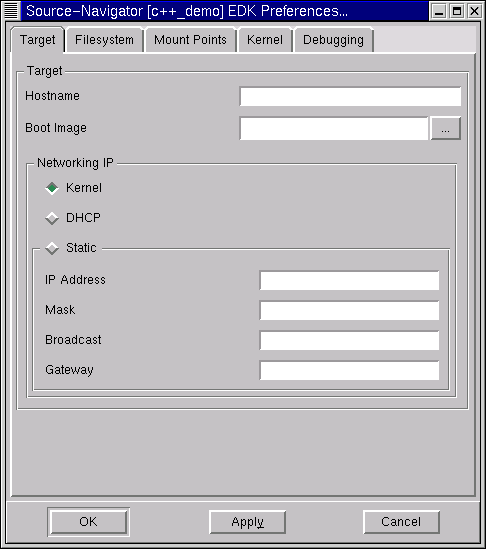 Source-Navigator [c++_demo] EDK Preferences...
Target Filesystem Mount Points Kernel Debugging
Target
Hostname
Boot Image ...
Networking IP
Kernel
DHCP
Static
IP Address
Mask
Broadcast
Gateway
OK Apply Cancel